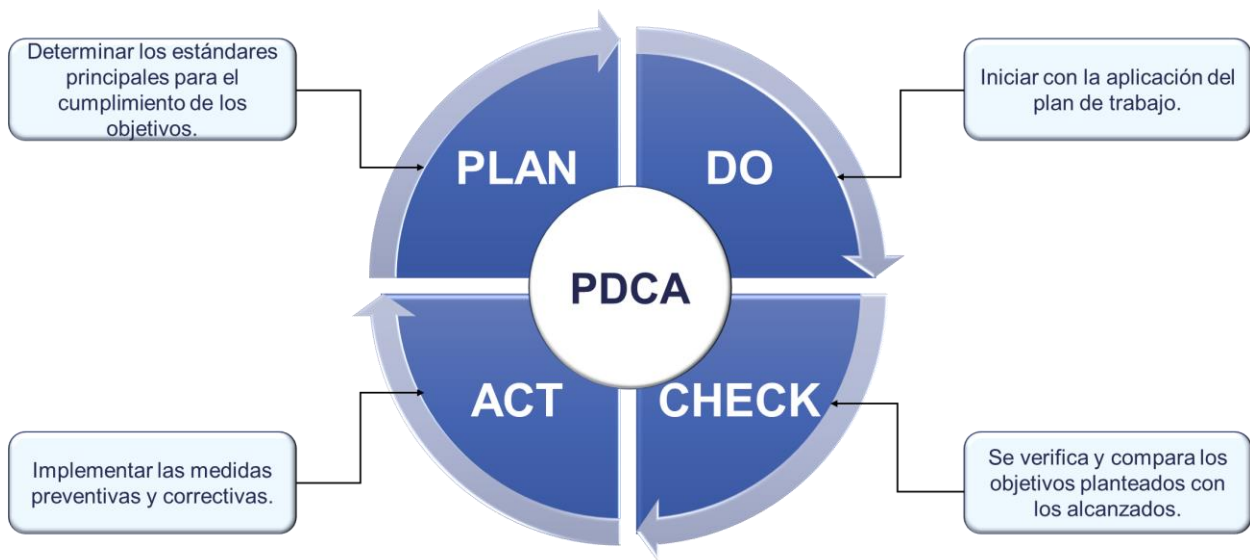 Determinar los estándares
principales para el
cumplimiento de los
objetivos.
PLAN
DO
Iniciar con la aplicación del
plan de trabajo.
PDCA
ACT
CHECK
Implementar las medidas
preventivas y correctivas.
Se verifica y compara los
objetivos planteados con
los alcanzados.